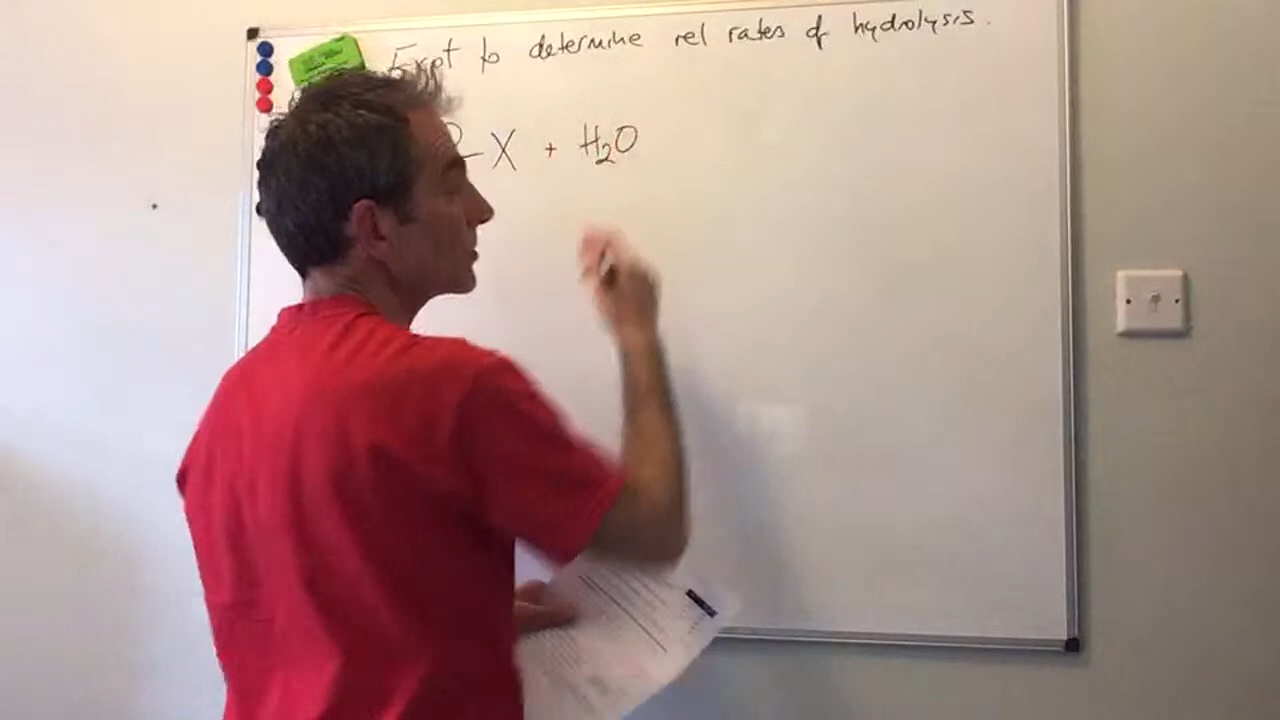 Expt to determine rel rates of hydrolysis.
R-X + H₂O